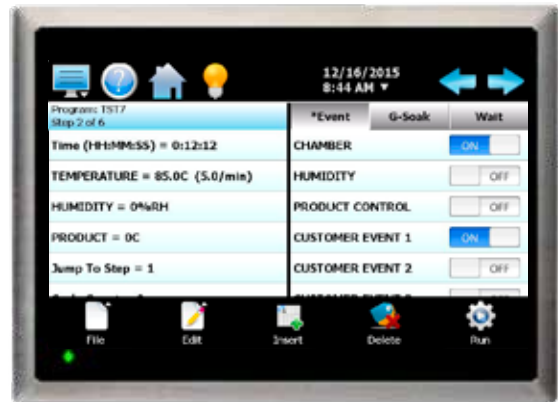 12/16/2015
8:44 AM ▼
Program: TST7
Step 2 of 6
*Event G-Soak Wait
Time (HH:MM:SS) = 0:12:12
CHAMBER ON
TEMPERATURE = 85.0C (5.0/min)
HUMIDITY OFF
HUMIDITY = 0%RH
PRODUCT CONTROL OFF
PRODUCT = 0C
CUSTOMER EVENT 1 ON
Jump To Step = 1
CUSTOMER EVENT 2 OFF
File Edit Insert Delete Run